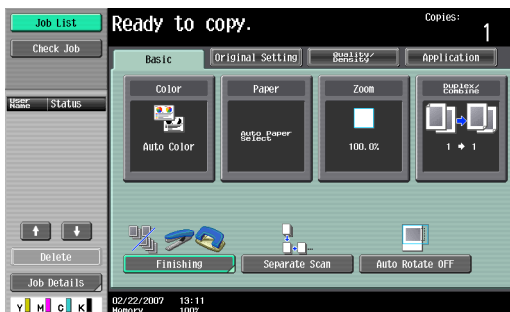 Job List
Check Job
User Name
Status
Delete
Job Details
Y M C K
Ready to copy.
Copies:
1
Basic
Original Setting
Quality/
Density
Application
Color
Auto Color
Paper
Auto Paper
Select
Zoom
100.0%
Duplex/
Combine
1 → 1
Finishing
Separate Scan
Auto Rotate OFF
02/22/2007 13:11
Memory 100%